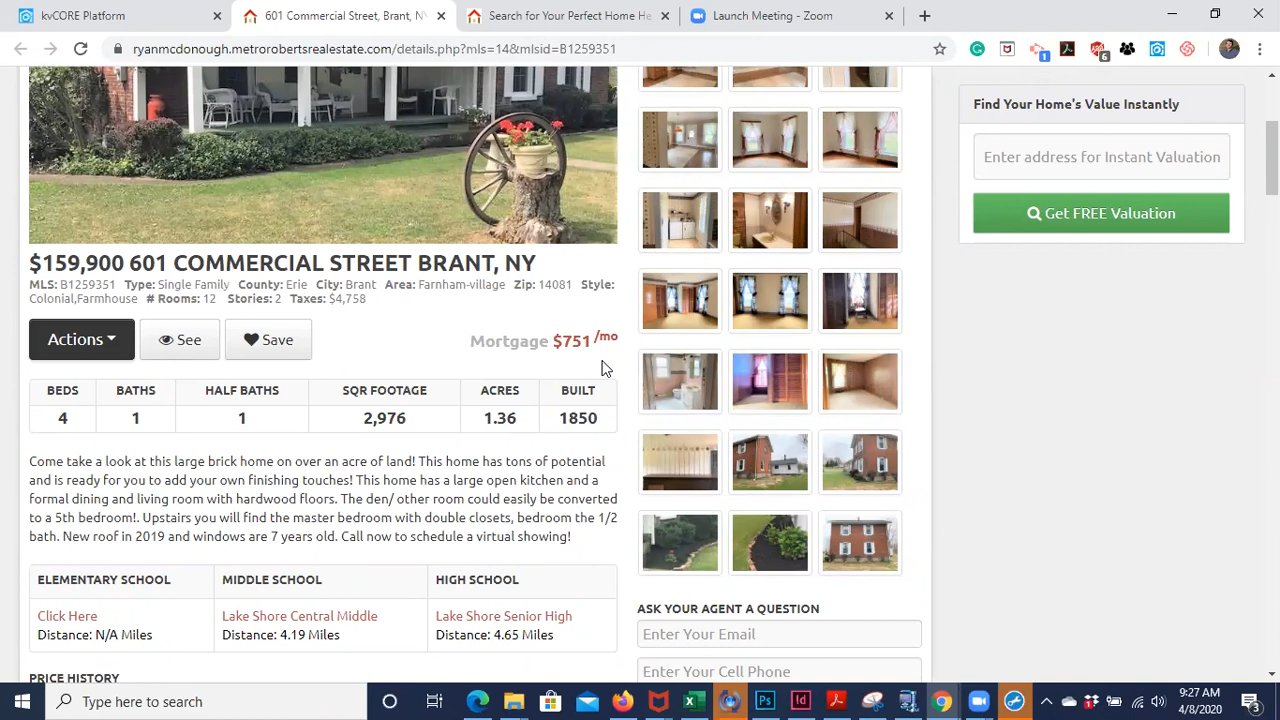 kvCORE Platform
601 Commercial Street, Brant, NY
Search for Your Perfect Home He
Launch Meeting - Zoom
ryanmcdonough.metrorobertsrealestate.com/details.php?mls=14&mlsid=B1259351
1
6
Find Your Home's Value Instantly
Enter address for Instant Valuation
Get FREE Valuation
$159,900 601 COMMERCIAL STREET BRANT, NY
MLS: B1259351 Type: Single Family County: Erie City: Brant Area: Farnham-village Zip: 14081 Style:
Colonial,Farmhouse # Rooms: 12 Stories: 2 Taxes: $4,758
Actions
See
Save
Mortgage $751 /mo
BEDS BATHS HALF BATHS SQR FOOTAGE ACRES BUILT
4 1 1 2,976 1.36 1850
Come take a look at this large brick home on over an acre of land! This home has tons of potential
and is ready for you to add your own finishing touches! This home has a large open kitchen and a
formal dining and living room with hardwood floors. The den/ other room could easily be converted
to a 5th bedroom!. Upstairs you will find the master bedroom with double closets, bedroom the 1/2
bath. New roof in 2019 and windows are 7 years old. Call now to schedule a virtual showing!
ELEMENTARY SCHOOL MIDDLE SCHOOL HIGH SCHOOL
Click Here Lake Shore Central Middle Lake Shore Senior High
Distance: N/A Miles Distance: 4.19 Miles Distance: 4.65 Miles
PRICE HISTORY
ASK YOUR AGENT A QUESTION
Enter Your Email
Enter Your Cell Phone
Type here to search
Ps
Id
9:27 AM
4/8/2020
3